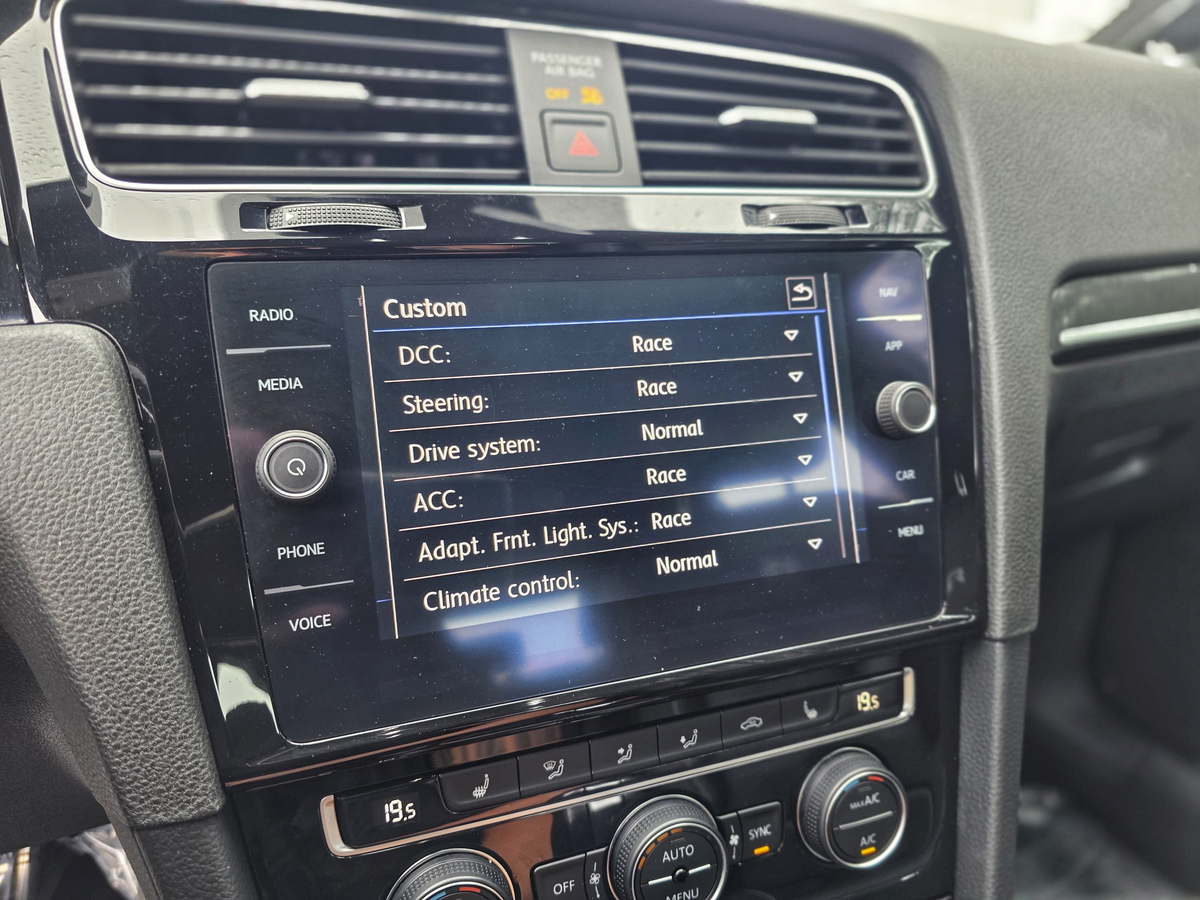 PASSENGER
AIR BAG
OFF
RADIO
MEDIA
PHONE
VOICE
Custom
DCC: Race
Steering: Race
Drive system: Normal
ACC: Race
Adapt. Frnt. Light. Sys.: Race
Climate control: Normal
NAV
APP
CAR
MENU
19.5
19.5
OFF
AUTO
MENU
SYNC
MAX A/C
A/C